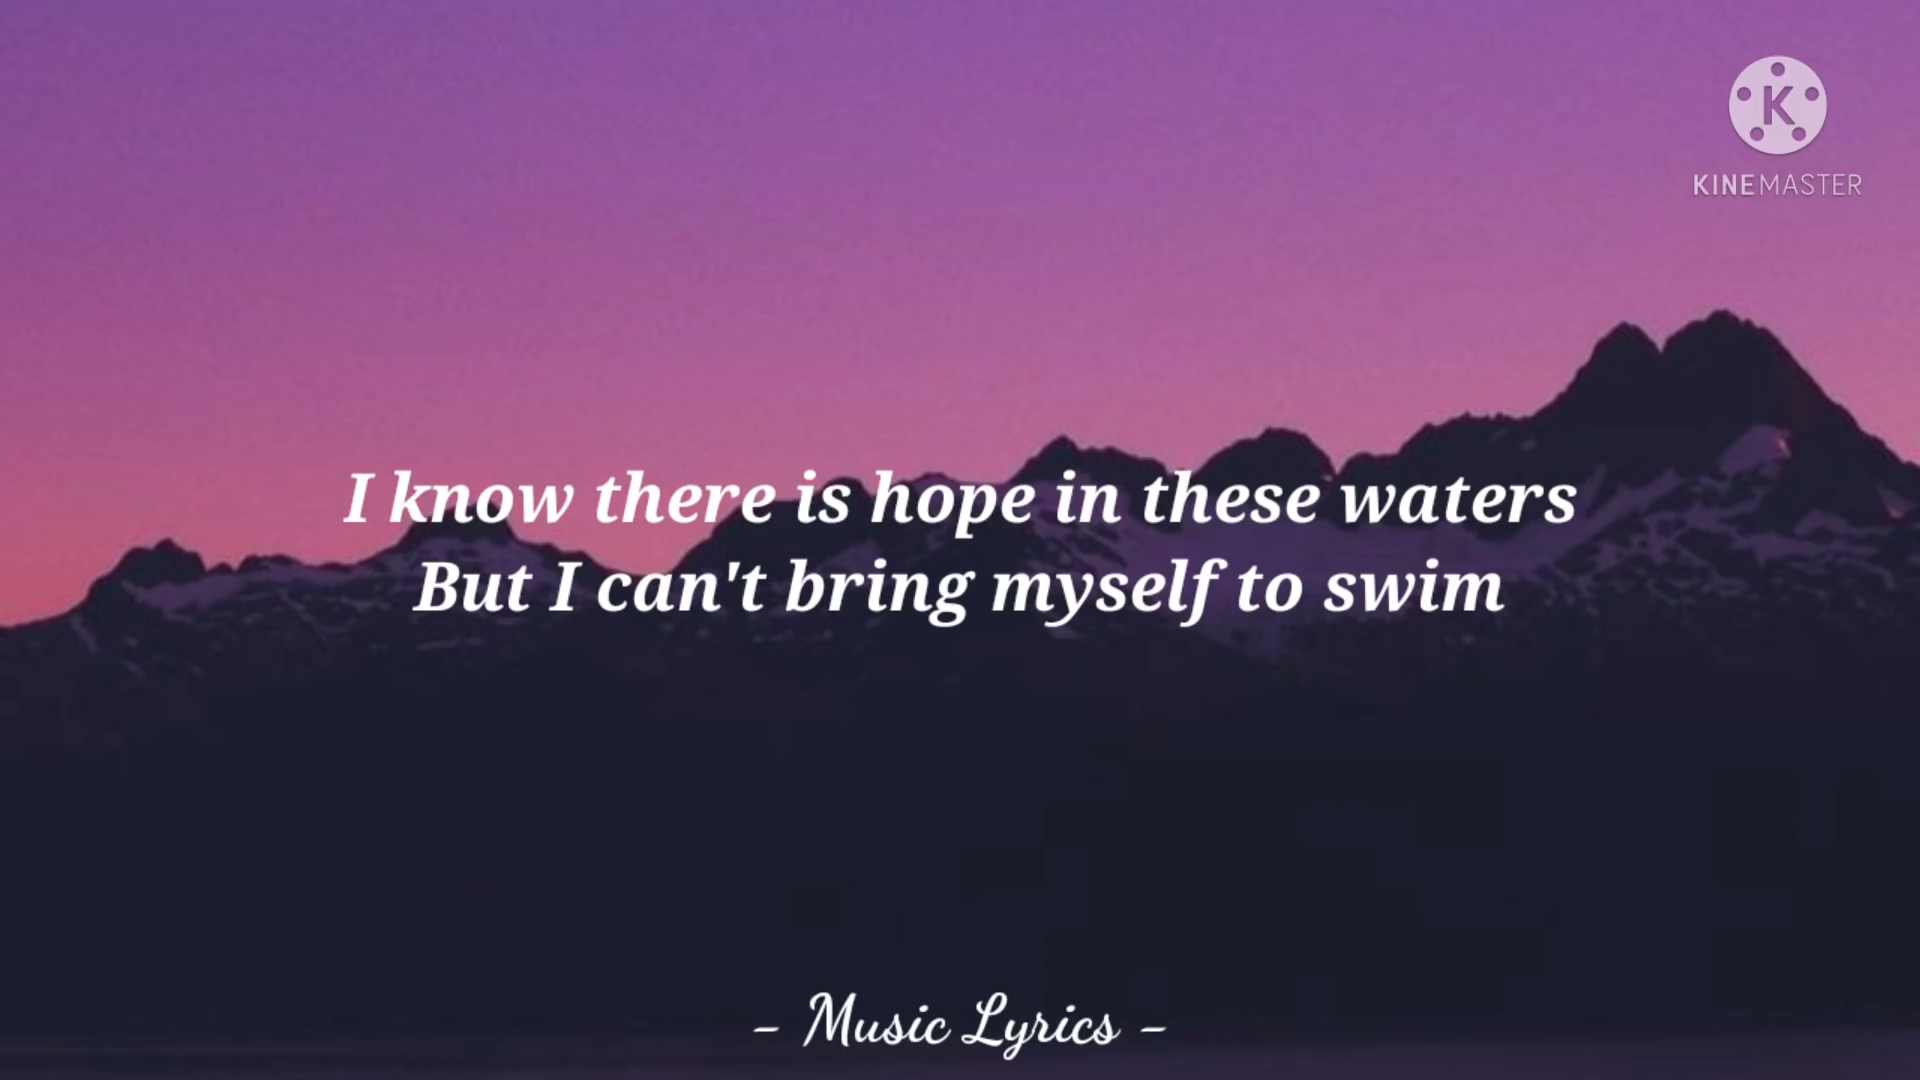 K
KINEMASTER
I know there is hope in these waters
But I can't bring myself to swim
- Music Lyrics -